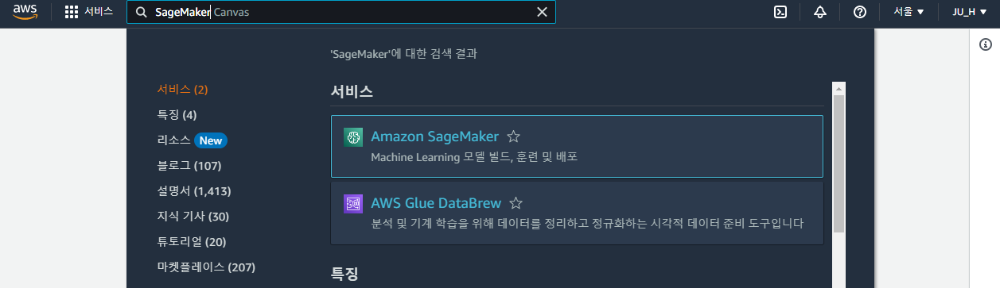 aws 서비스 SageMaker Canvas 서울 JU_H
'SageMaker'에 대한 검색 결과
서비스 (2)
특징 (4)
리소스 New
블로그 (107)
설명서 (1,413)
지식 기사 (30)
튜토리얼 (20)
마켓플레이스 (207)
서비스
Amazon SageMaker
Machine Learning 모델 빌드, 훈련 및 배포
AWS Glue DataBrew
분석 및 기계 학습을 위해 데이터를 정리하고 정규화하는 시각적 데이터 준비 도구입니다
특징